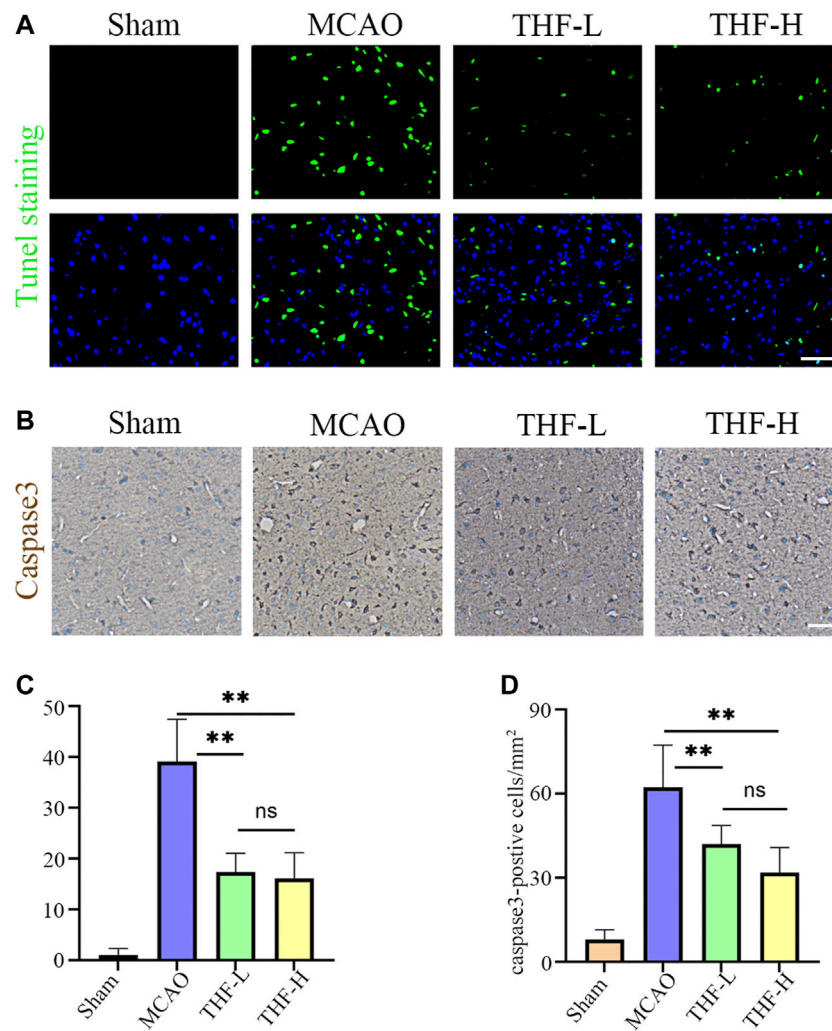 A
Sham MCAO THF-L THF-H
Tunel staining
B
Sham MCAO THF-L THF-H
Caspase3
C
50
40
30
20
10
0
**
**
ns
Sham MCAO THF-L THF-H
D
caspase3-postive cells/mm²
90
60
30
0
**
**
ns
Sham MCAO THF-L THF-H